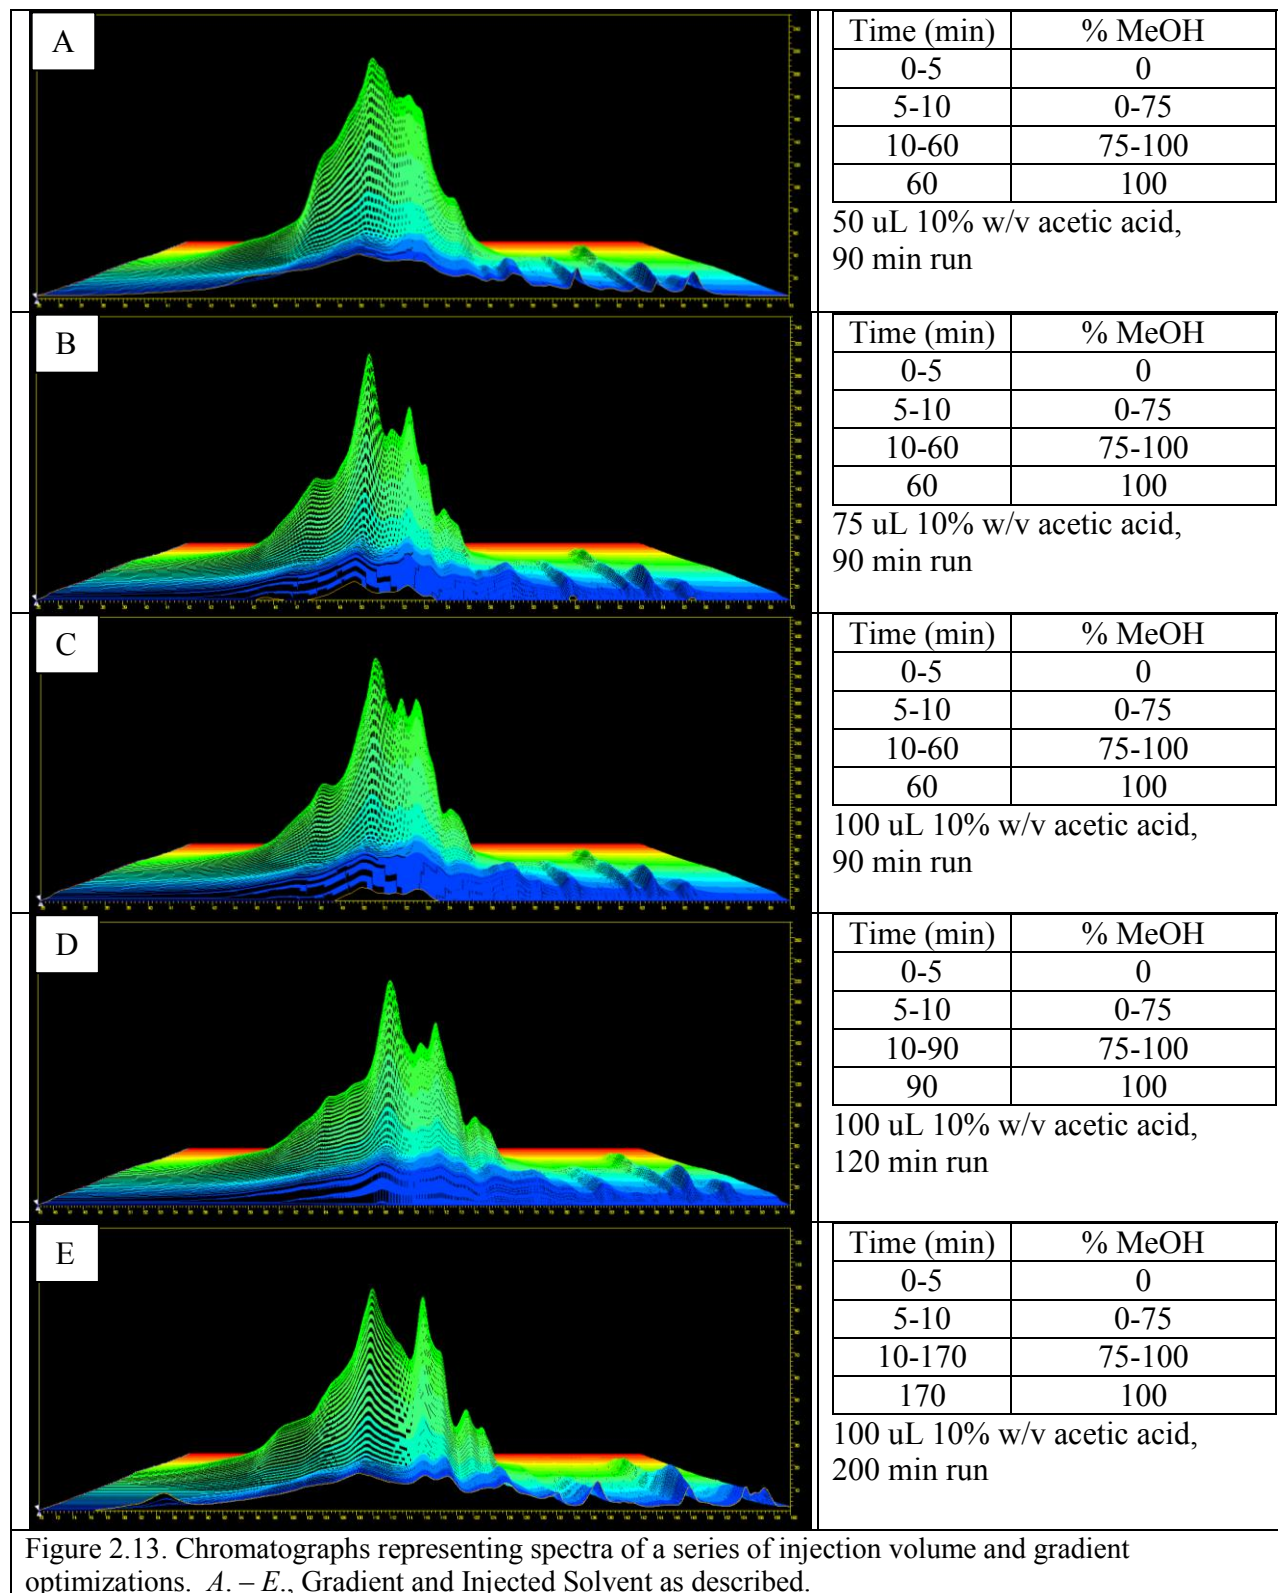 A
Time (min) % MeOH
0-5 0
5-10 0-75
10-60 75-100
60 100
50 uL 10% w/v acetic acid,
90 min run
B
Time (min) % MeOH
0-5 0
5-10 0-75
10-60 75-100
60 100
75 uL 10% w/v acetic acid,
90 min run
C
Time (min) % MeOH
0-5 0
5-10 0-75
10-60 75-100
60 100
100 uL 10% w/v acetic acid,
90 min run
D
Time (min) % MeOH
0-5 0
5-10 0-75
10-90 75-100
90 100
100 uL 10% w/v acetic acid,
120 min run
E
Time (min) % MeOH
0-5 0
5-10 0-75
10-170 75-100
170 100
100 uL 10% w/v acetic acid,
200 min run
Figure 2.13. Chromatographs representing spectra of a series of injection volume and gradient
optimizations. A. – E., Gradient and Injected Solvent as described.